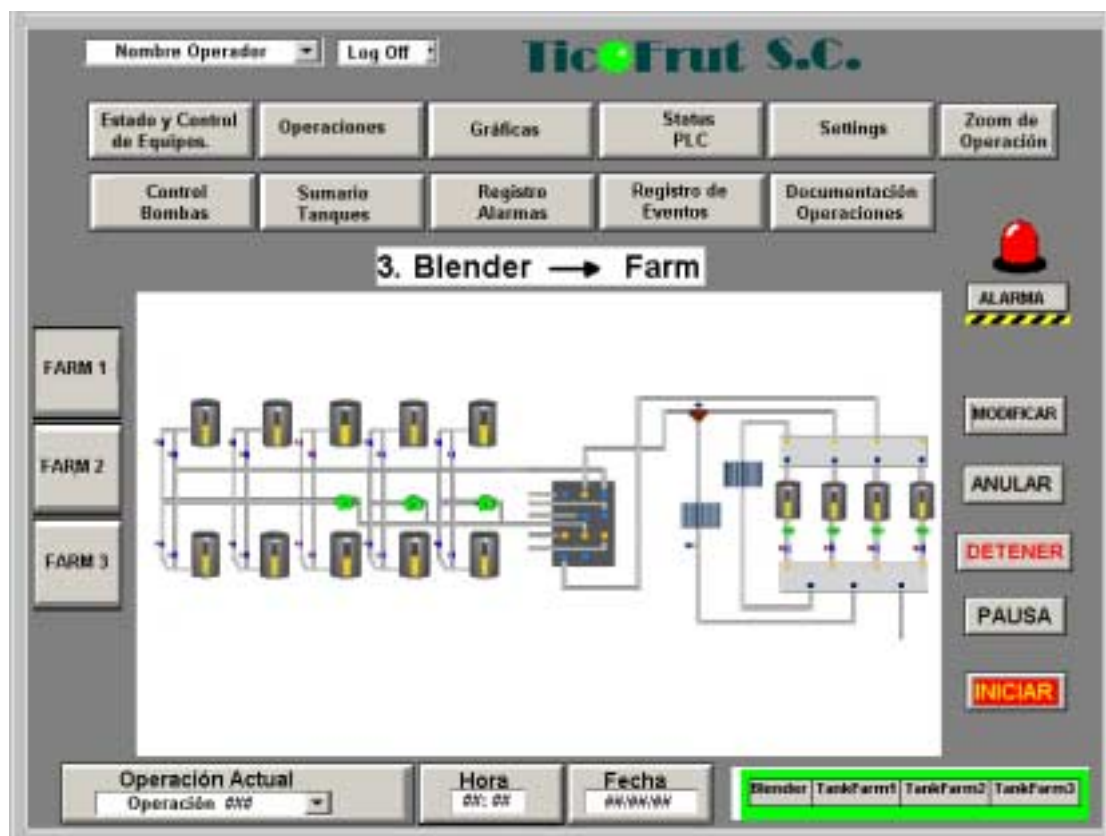 Nombre Operador
Log Off
TicoFrut S.C.
Estado y Control
de Equipos.
Operaciones
Gráficas
Status
PLC
Settings
Zoom de
Operación
Control
Bombas
Sumario
Tanques
Registro
Alarmas
Registro de
Eventos
Documentación
Operaciones
3. Blender → Farm
ALARMA
FARM 1
FARM 2
FARM 3
MODIFICAR
ANULAR
DETENER
PAUSA
INICIAR
Operación Actual
Operación #X#
Hora
#X: #X
Fecha
##/##/##
Blender TankFarm1 TankFarm2 TankFarm3